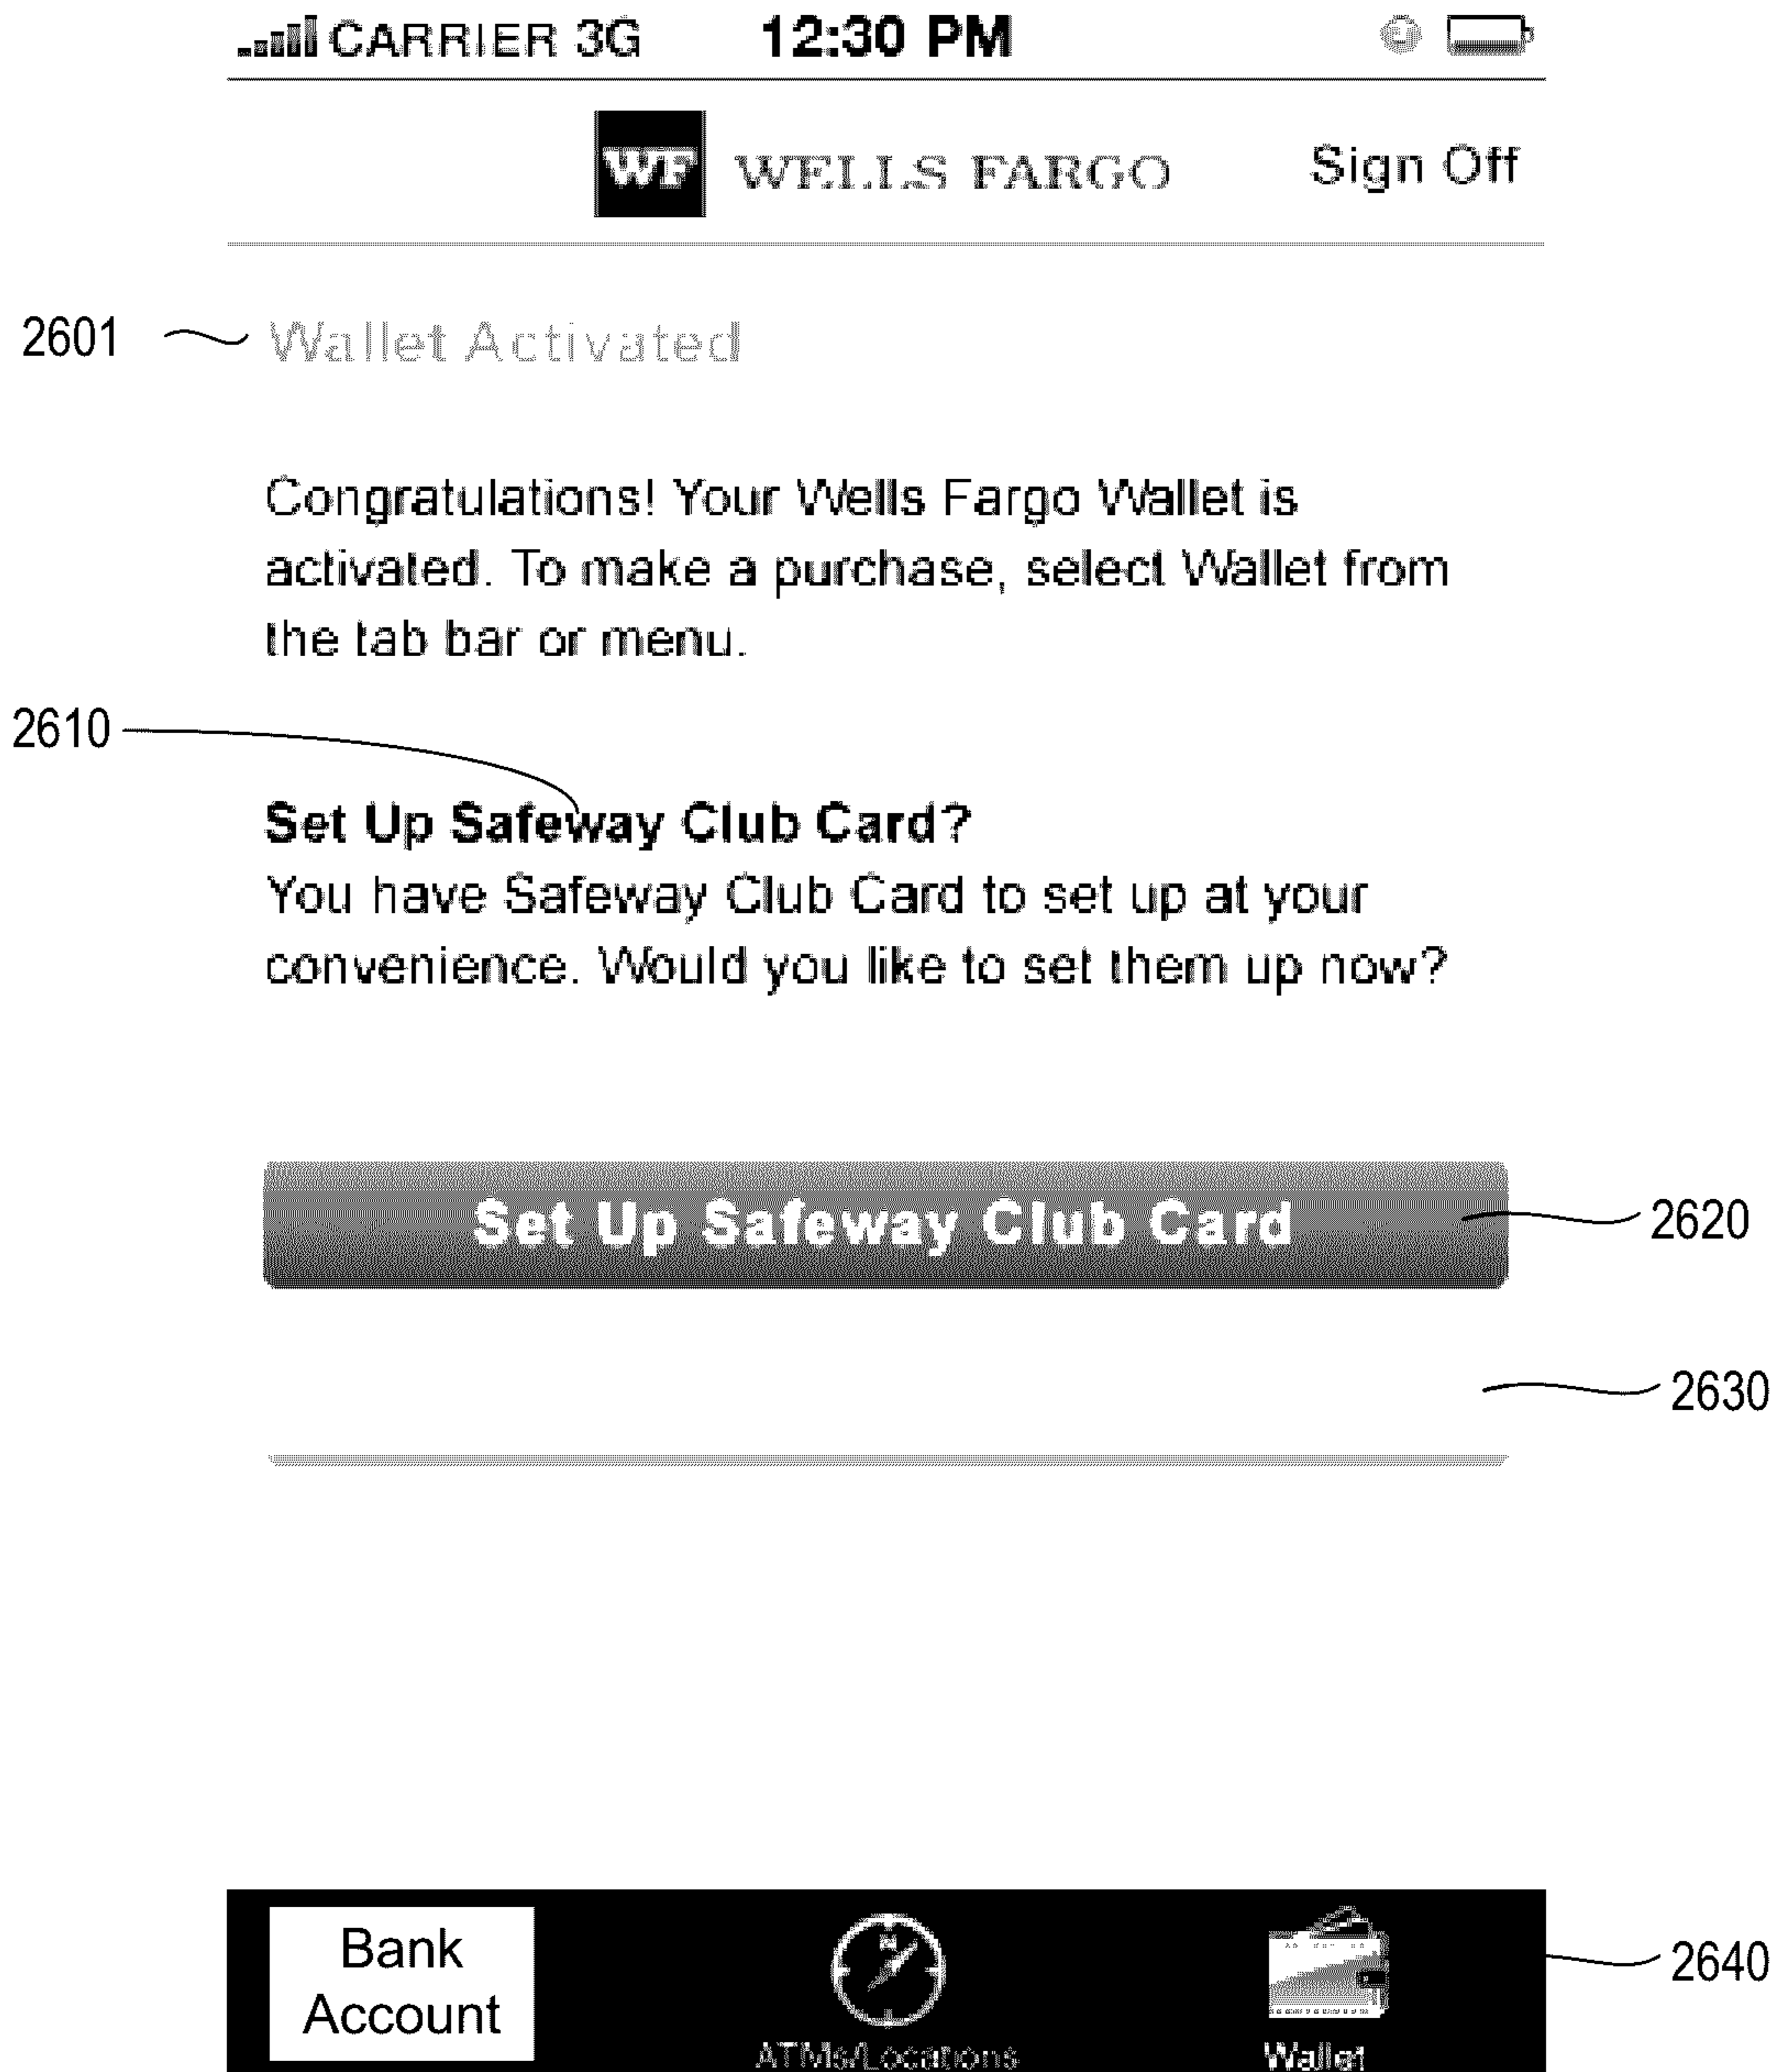 CARRIER 3G 12:30 PM
WF WELLS FARGO Sign Off
2601 Wallet Activated
Congratulations! Your Wells Fargo Wallet is
activated. To make a purchase, select Wallet from
the tab bar or menu.
2610
Set Up Safeway Club Card?
You have Safeway Club Card to set up at your
convenience. Would you like to set them up now?
Set Up Safeway Club Card 2620
2630
Bank
Account
ATMs/Locations
Wallet
2640